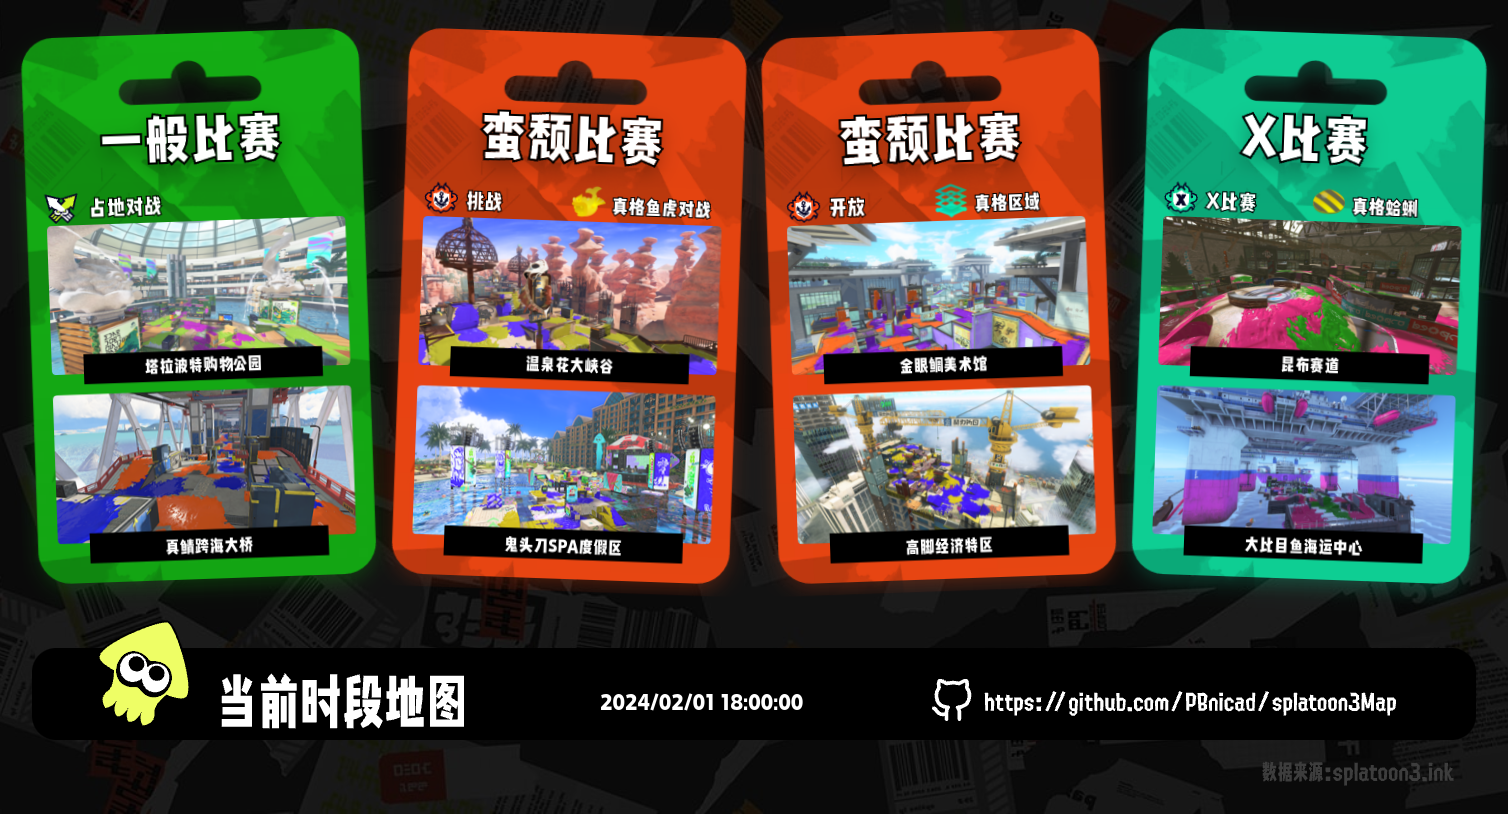 一般比赛
占地对战
塔拉波特购物公园
真鲭跨海大桥
蛮颓比赛
挑战
真格鱼虎对战
温泉花大峡谷
鬼头刀SPA度假区
蛮颓比赛
开放
真格区域
金眼鲷美术馆
高脚经济特区
X比赛
X比赛
真格蛤蜊
昆布赛道
大比目鱼海运中心
当前时段地图
2024/02/01 18:00:00
https://github.com/PBnicad/splatoon3Map
数据来源:splatoon3.ink